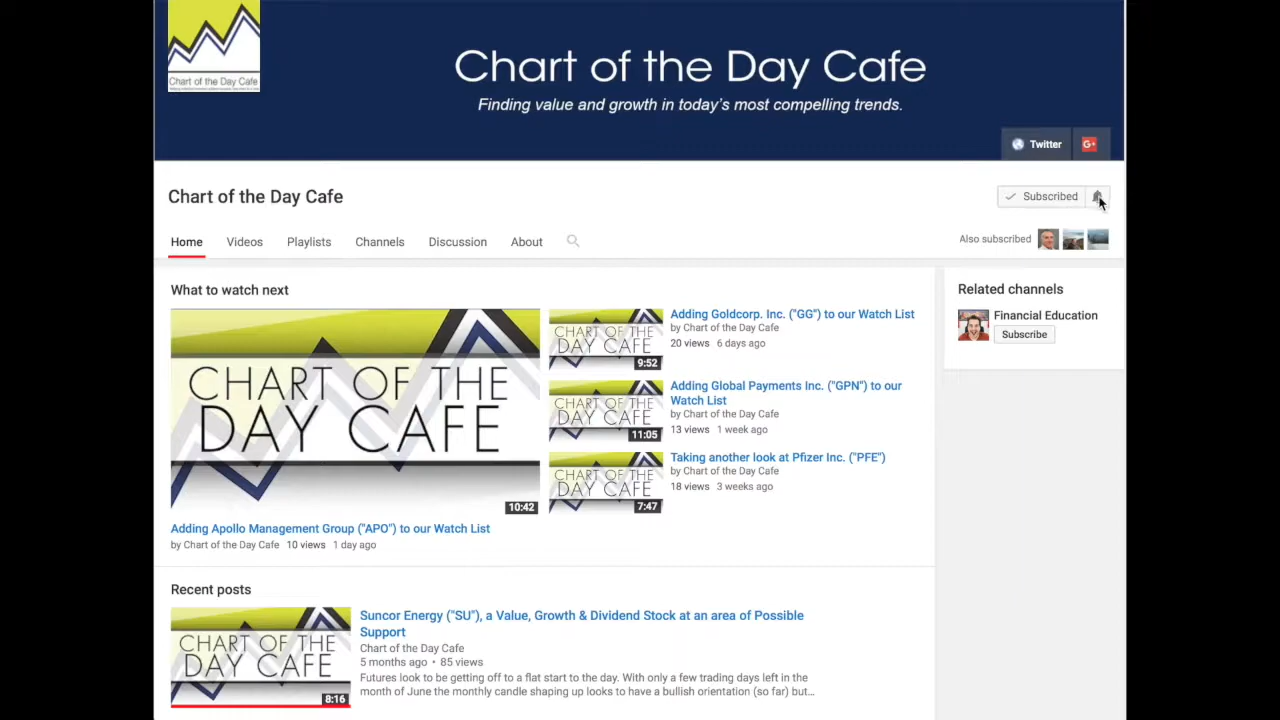 Chart of the Day Cafe
Chart of the Day Cafe
Finding value and growth in today's most compelling trends.
Twitter
G+
Chart of the Day Cafe
Subscribed
Home Videos Playlists Channels Discussion About
Also subscribed
What to watch next
CHART OF THE
DAY CAFE
10:42
Adding Apollo Management Group ("APO") to our Watch List
by Chart of the Day Cafe 10 views 1 day ago
CHART OF THE
DAY CAFE
9:52
Adding Goldcorp. Inc. ("GG") to our Watch List
by Chart of the Day Cafe
20 views 6 days ago
CHART OF THE
DAY CAFE
11:05
Adding Global Payments Inc. ("GPN") to our
Watch List
by Chart of the Day Cafe
13 views 1 week ago
CHART OF THE
DAY CAFE
7:47
Taking another look at Pfizer Inc. ("PFE")
by Chart of the Day Cafe
18 views 3 weeks ago
Related channels
Financial Education
Subscribe
Recent posts
CHART OF THE
DAY CAFE
8:16
Suncor Energy ("SU"), a Value, Growth & Dividend Stock at an area of Possible
Support
Chart of the Day Cafe
5 months ago • 85 views
Futures look to be getting off to a flat start to the day. With only a few trading days left in the
month of June the monthly candle shaping up looks to have a bullish orientation (so far) but...